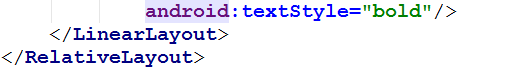 android:textStyle="bold"/>
</LinearLayout>
</RelativeLayout>